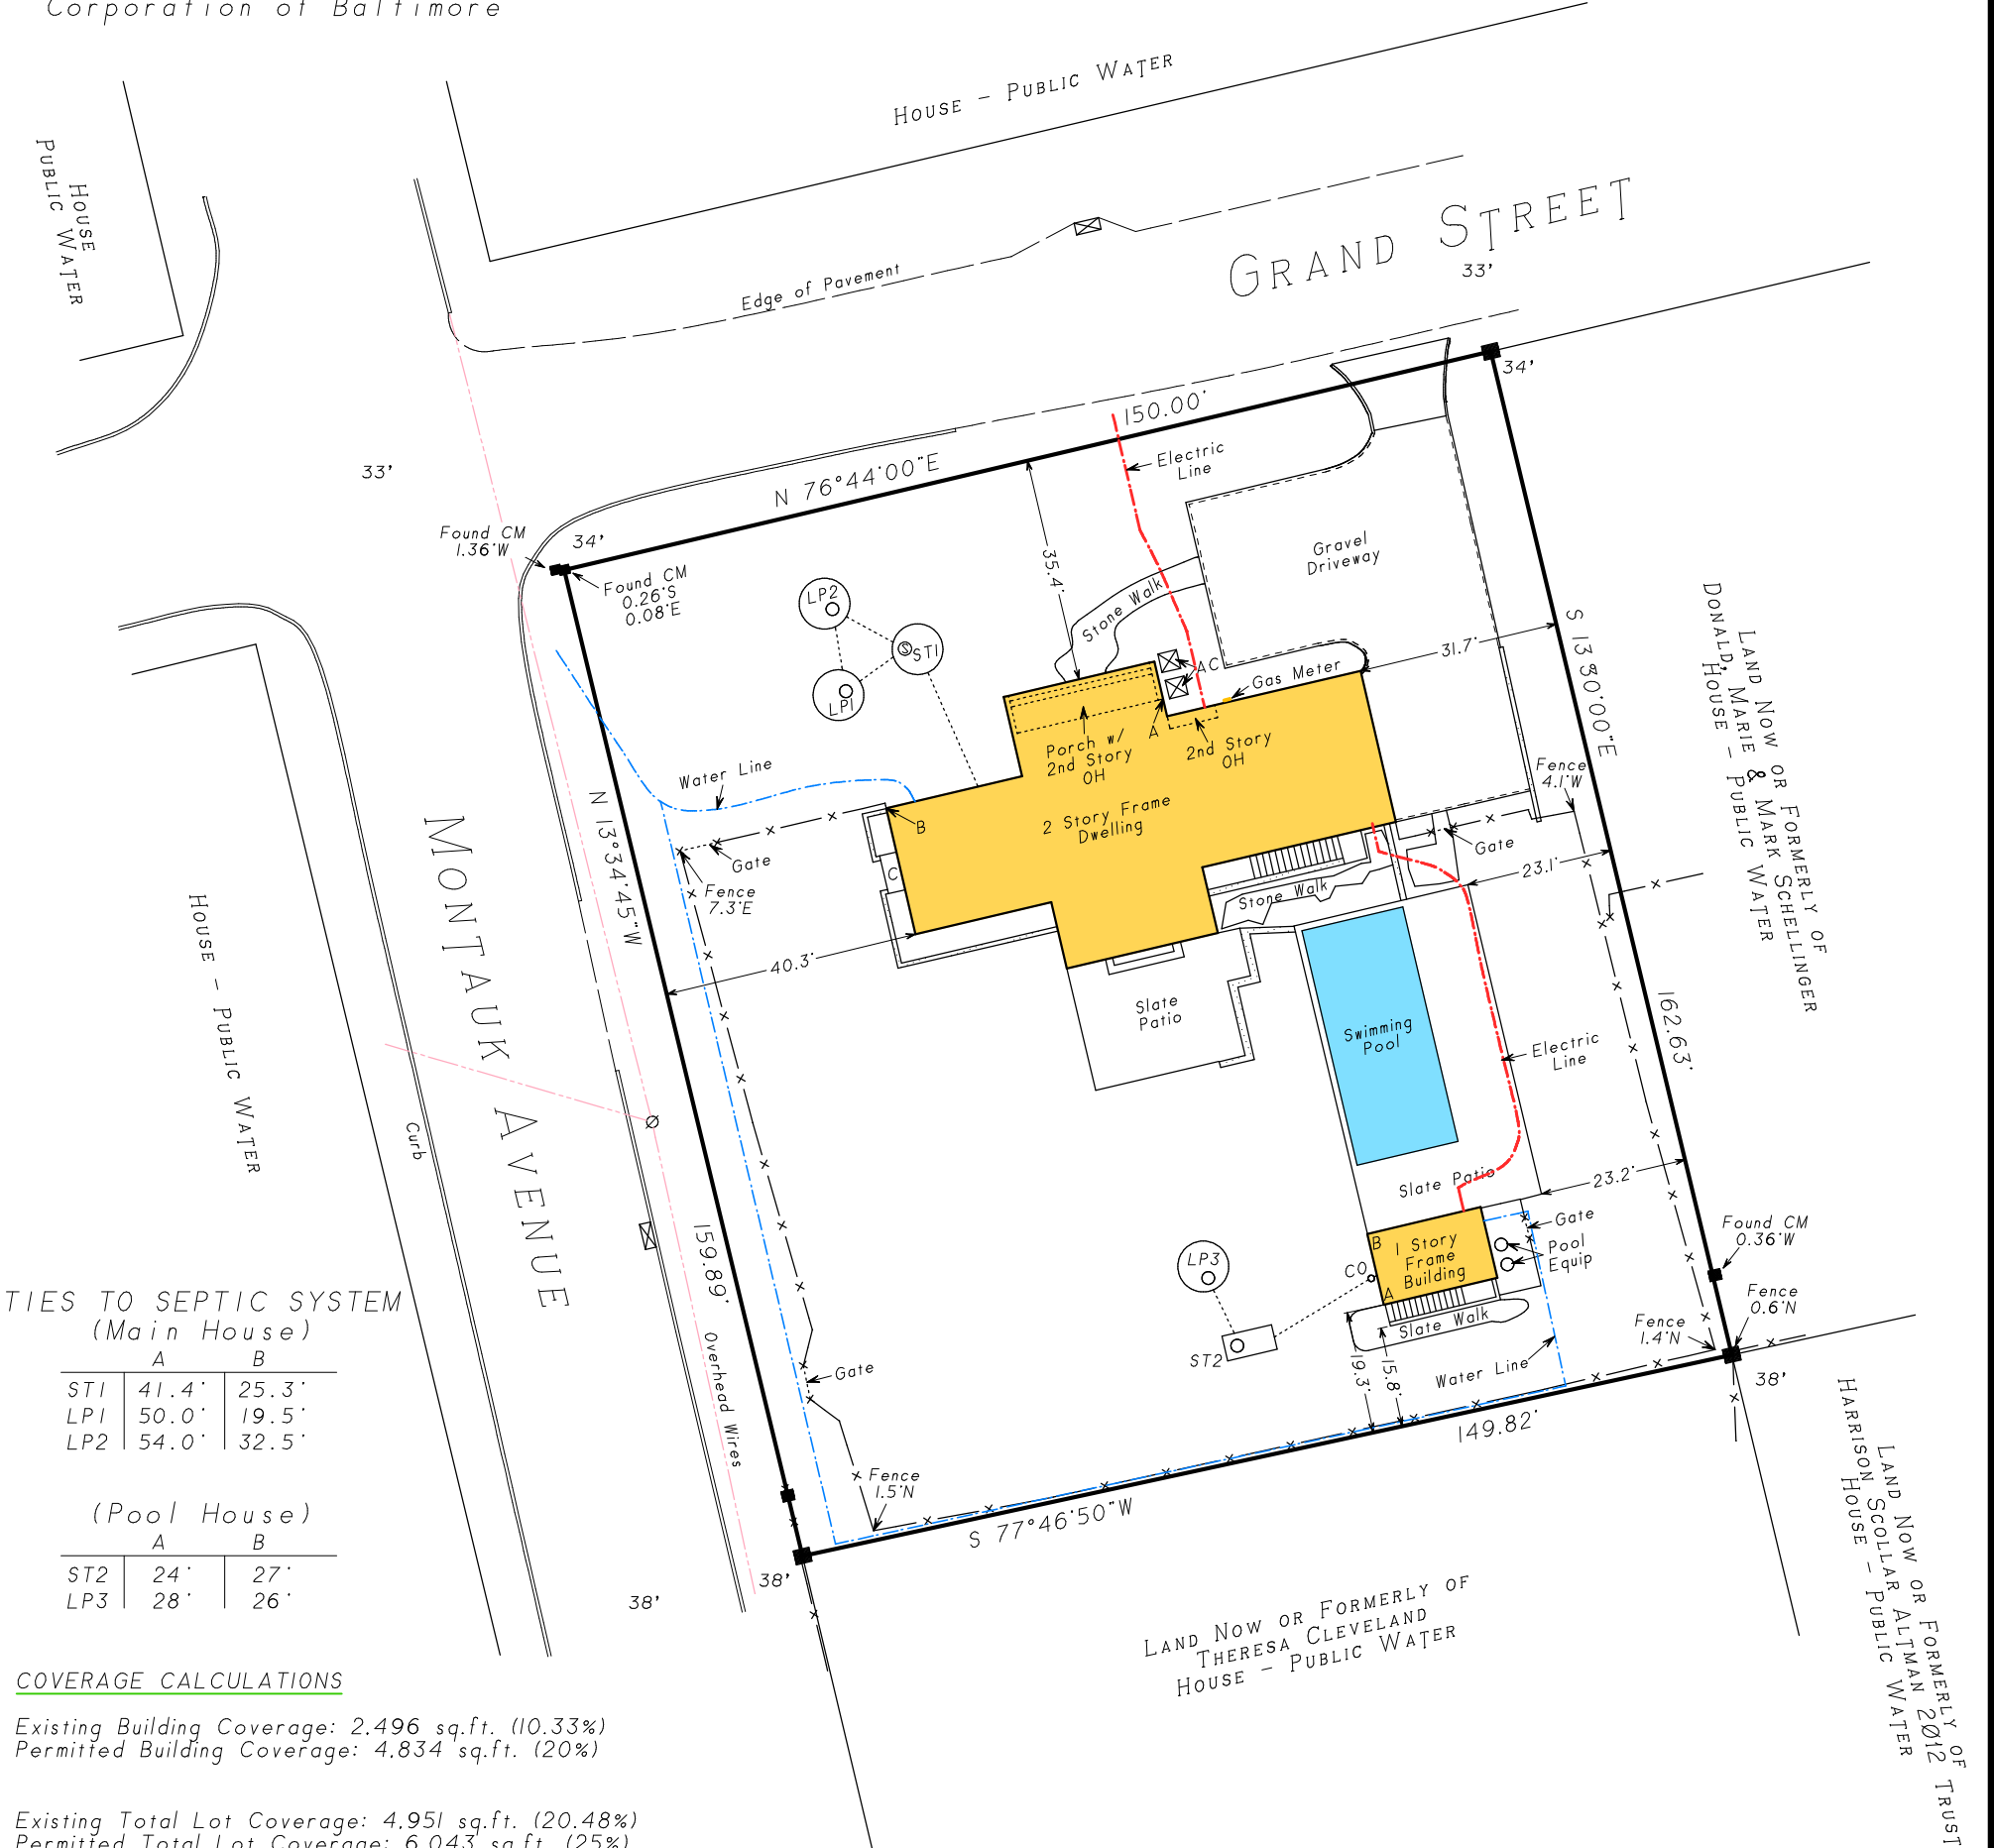 Corporation of Baltimore
HOUSE - PUBLIC WATER
HOUSE
PUBLIC WATER
GRAND STREET
33'
Edge of Pavement
34'
150.00'
N 76°44'00"E
Electric
Line
33'
Found CM
1.36'W
34'
Found CM
0.26'S
0.08'E
35.4'
Gravel
Driveway
Stone Walk
LP2
ST1
LP1
AC
Gas Meter
31.7'
S 13°30'00"E
LAND NOW OR FORMERLY OF
DONALD, MARIE & MARK SCHELLINGER
HOUSE - PUBLIC WATER
Porch w/
2nd Story
OH
A
2nd Story
OH
Fence
4.1'W
Water Line
2 Story Frame
Dwelling
B
Gate
Gate
C
Fence
7.3'E
N 13°34'45"W
Stone Walk
23.1'
40.3'
MONTAUK AVENUE
HOUSE - PUBLIC WATER
Slate
Patio
Swimming
Pool
Electric
Line
162.63'
Curb
Slate Patio
23.2'
Gate
Found CM
0.36'W
LP3
CO
B
1 Story
Frame
Building
A
Pool
Equip
159.89'
Overhead Wires
Slate Walk
Fence
0.6'N
Fence
1.4'N
ST2
19.3'
15.8'
Water Line
38'
Gate
149.82'
Fence
1.5'N
S 77°46'50"W
38'
38'
LAND NOW OR FORMERLY OF
THERESA CLEVELAND
HOUSE - PUBLIC WATER
LAND NOW OR FORMERLY OF
HARRISON SCOLLAR ALTMAN 2012 TRUST
HOUSE - PUBLIC WATER
TIES TO SEPTIC SYSTEM
(Main House)
A B
ST1 41.4' 25.3'
LP1 50.0' 19.5'
LP2 54.0' 32.5'
(Pool House)
A B
ST2 24' 27'
LP3 28' 26'
COVERAGE CALCULATIONS
Existing Building Coverage: 2,496 sq.ft. (10.33%)
Permitted Building Coverage: 4,834 sq.ft. (20%)
Existing Total Lot Coverage: 4,951 sq.ft. (20.48%)
Permitted Total Lot Coverage: 6,043 sq.ft. (25%)